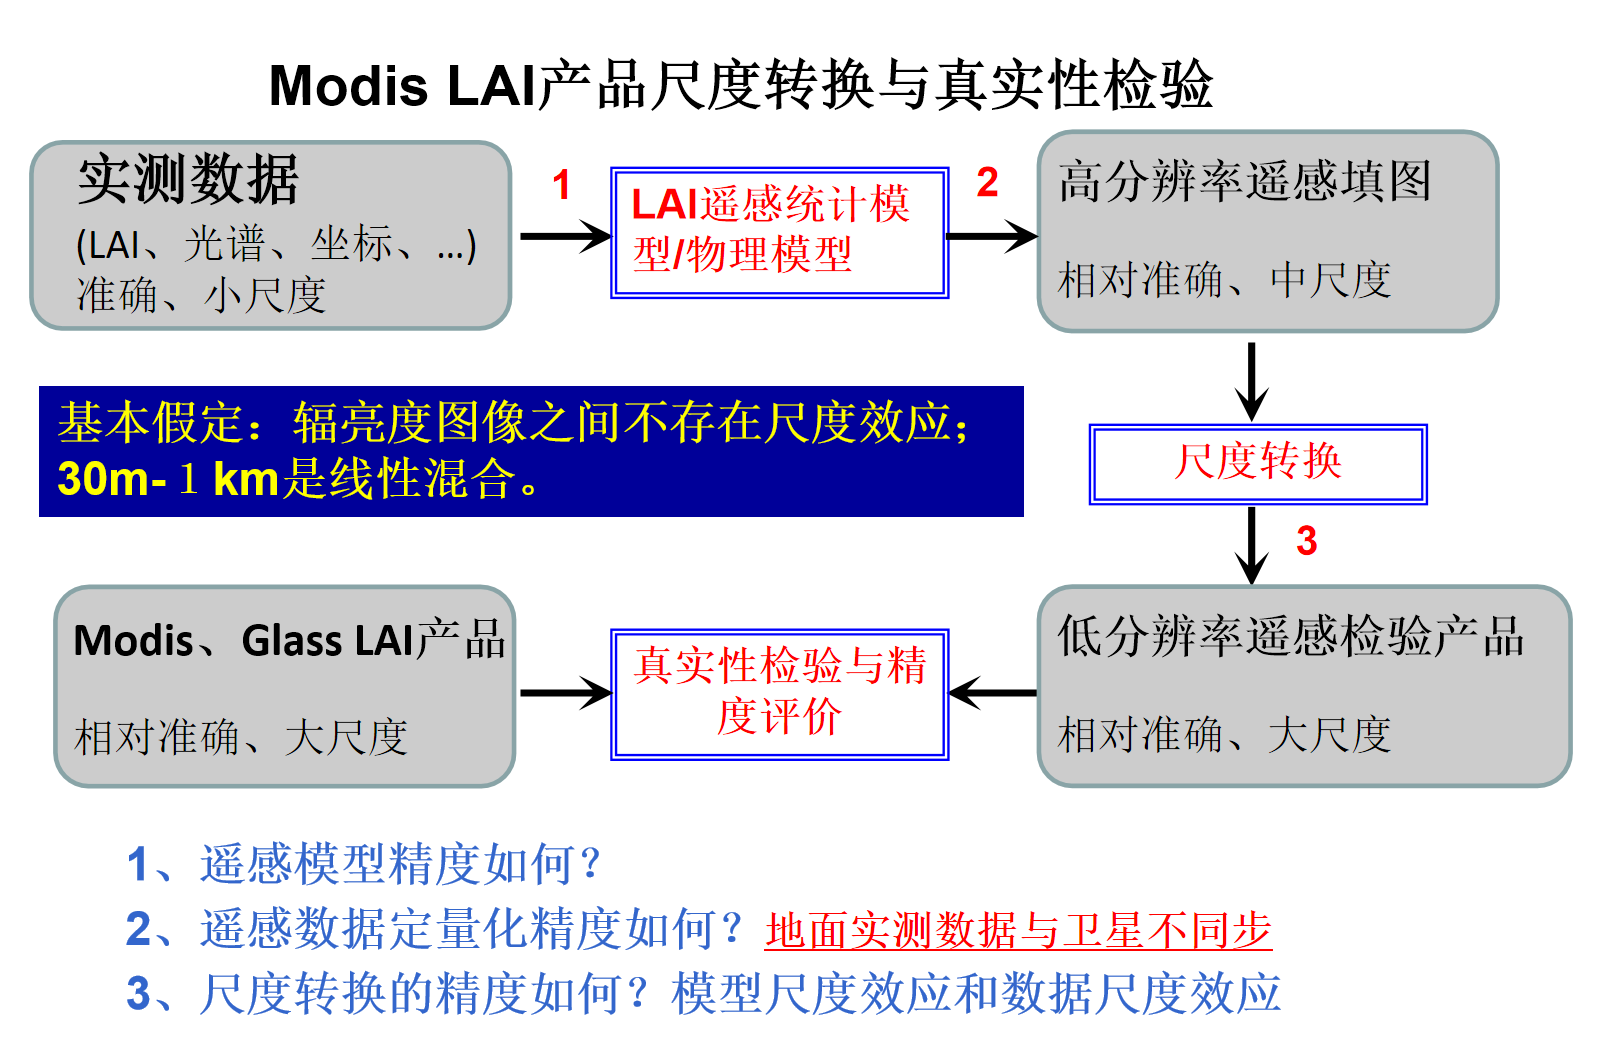 Modis LAI产品尺度转换与真实性检验
实测数据
(LAI、光谱、坐标、...)
准确、小尺度
1
LAI遥感统计模
型/物理模型
2
高分辨率遥感填图
相对准确、中尺度
基本假定：辐亮度图像之间不存在尺度效应；
30m-１km是线性混合。
尺度转换
3
Modis、Glass LAI产品
相对准确、大尺度
真实性检验与精
度评价
低分辨率遥感检验产品
相对准确、大尺度
1、遥感模型精度如何？
2、遥感数据定量化精度如何？地面实测数据与卫星不同步
3、尺度转换的精度如何？模型尺度效应和数据尺度效应